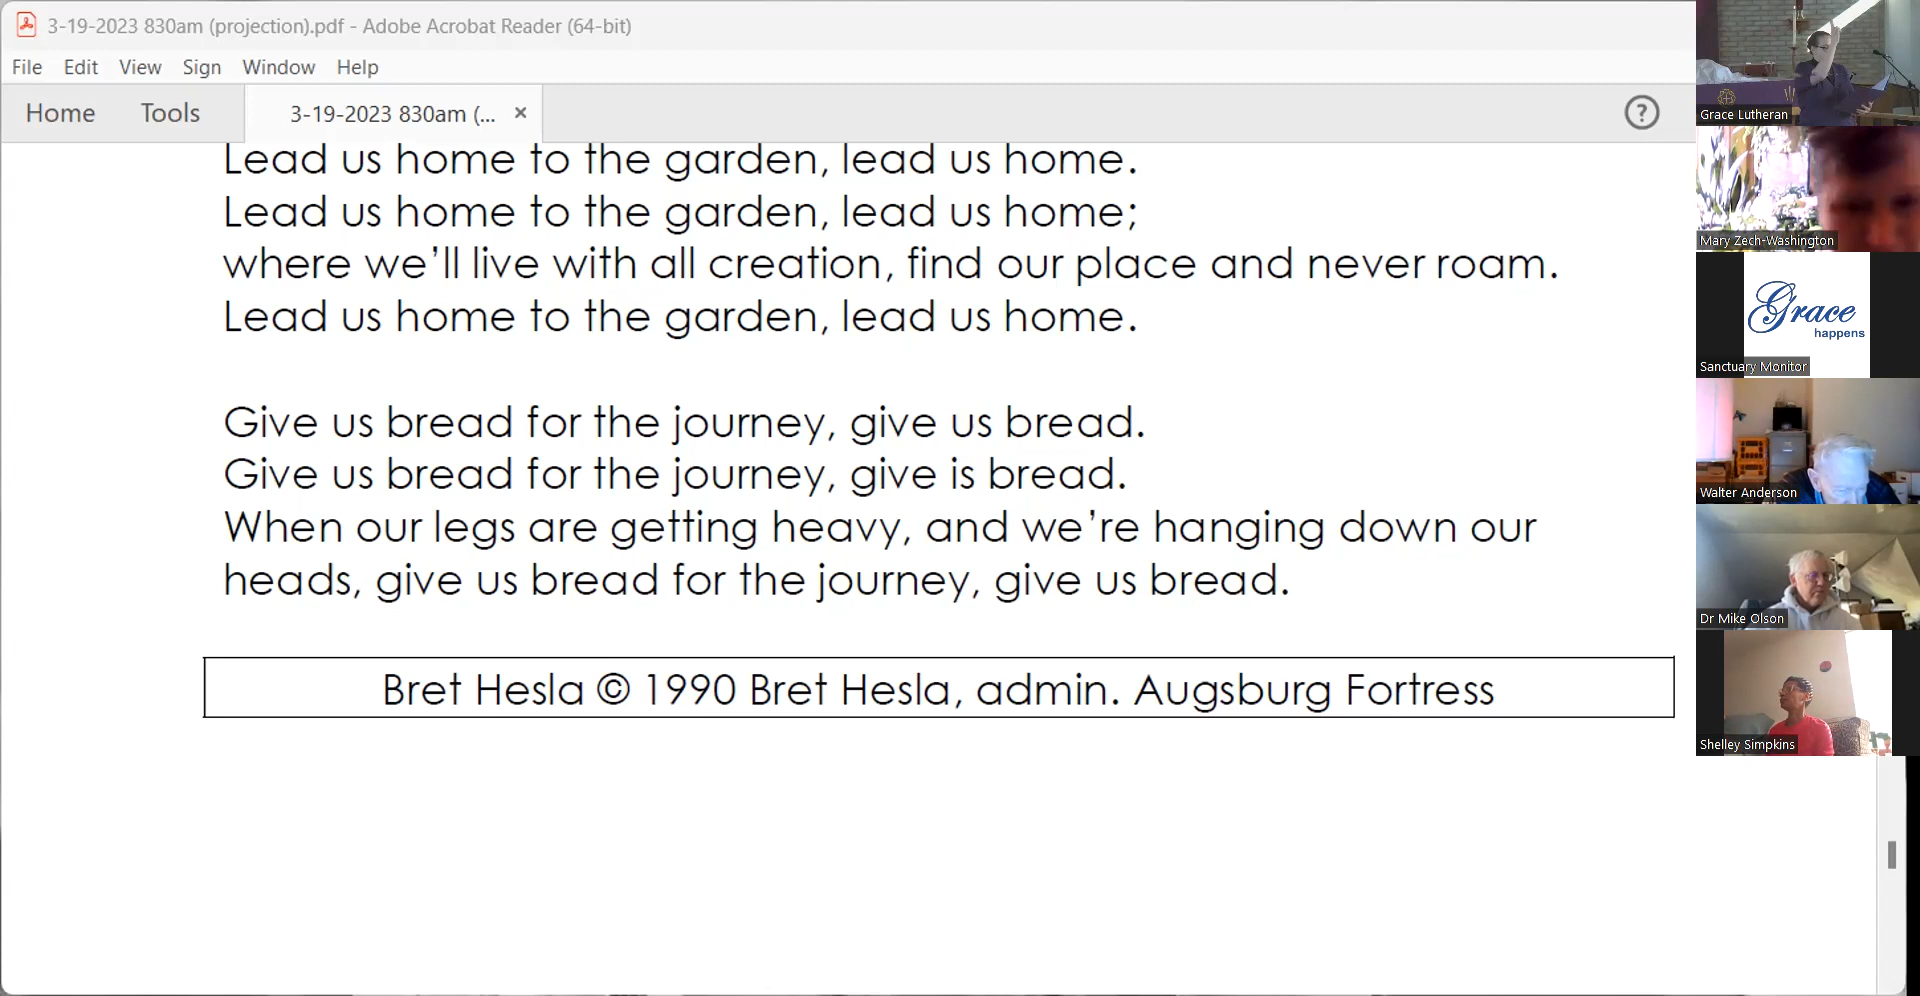 3-19-2023 830am (projection).pdf - Adobe Acrobat Reader (64-bit)
File Edit View Sign Window Help
Home Tools 3-19-2023 830am (... ×
?
Lead us home to the garden, lead us home.
Lead us home to the garden, lead us home;
where we’ll live with all creation, find our place and never roam.
Lead us home to the garden, lead us home.
Give us bread for the journey, give us bread.
Give us bread for the journey, give is bread.
When our legs are getting heavy, and we’re hanging down our
heads, give us bread for the journey, give us bread.
Bret Hesla © 1990 Bret Hesla, admin. Augsburg Fortress
Grace Lutheran
Mary Zech-Washington
Grace
happens
Sanctuary Monitor
Walter Anderson
Dr Mike Olson
Shelley Simpkins